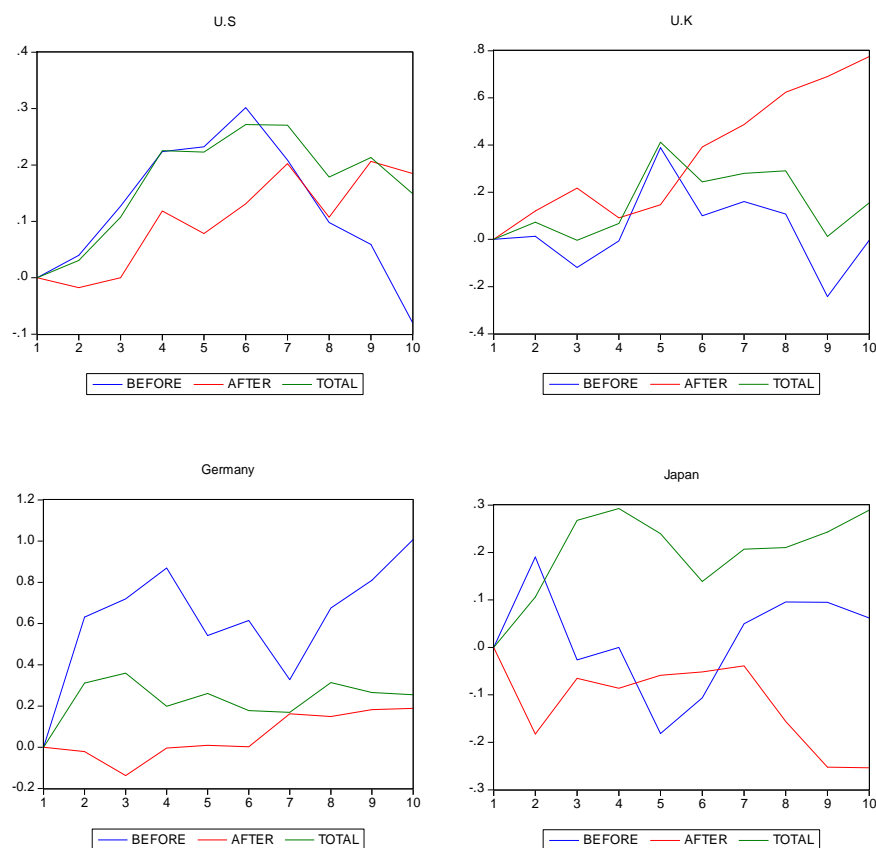 U.S
.4
.3
.2
.1
.0
-.1
1 2 3 4 5 6 7 8 9 10
BEFORE AFTER TOTAL
U.K
.8
.6
.4
.2
.0
-.2
-.4
1 2 3 4 5 6 7 8 9 10
BEFORE AFTER TOTAL
Germany
1.2
1.0
0.8
0.6
0.4
0.2
0.0
-0.2
1 2 3 4 5 6 7 8 9 10
BEFORE AFTER TOTAL
Japan
.3
.2
.1
.0
-.1
-.2
-.3
1 2 3 4 5 6 7 8 9 10
BEFORE AFTER TOTAL